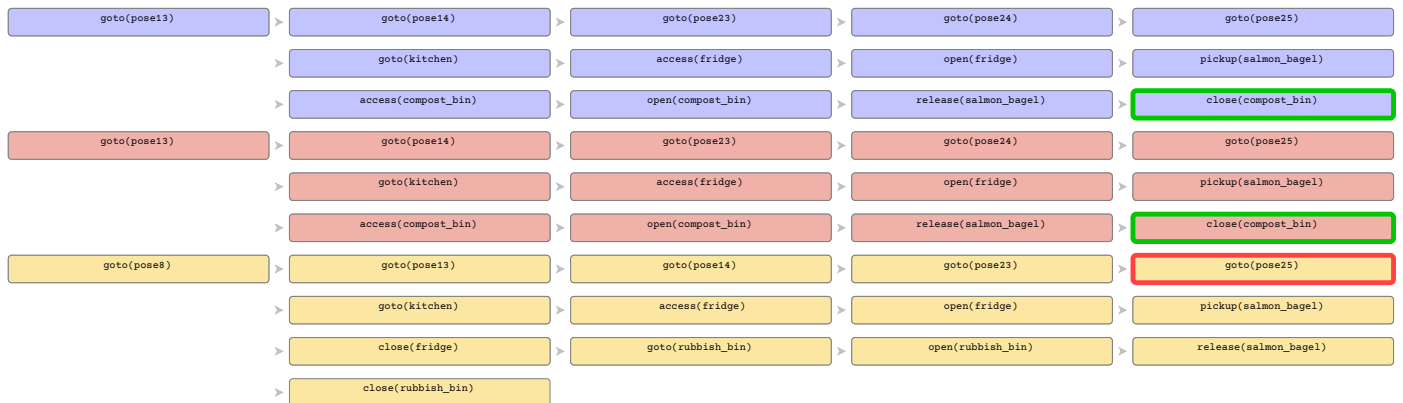 goto(pose13) goto(pose14) goto(pose23) goto(pose24) goto(pose25)
goto(kitchen) access(fridge) open(fridge) pickup(salmon_bagel)
access(compost_bin) open(compost_bin) release(salmon_bagel) close(compost_bin)
goto(pose13) goto(pose14) goto(pose23) goto(pose24) goto(pose25)
goto(kitchen) access(fridge) open(fridge) pickup(salmon_bagel)
access(compost_bin) open(compost_bin) release(salmon_bagel) close(compost_bin)
goto(pose8) goto(pose13) goto(pose14) goto(pose23) goto(pose25)
goto(kitchen) access(fridge) open(fridge) pickup(salmon_bagel)
close(fridge) goto(rubbish_bin) open(rubbish_bin) release(salmon_bagel)
close(rubbish_bin)